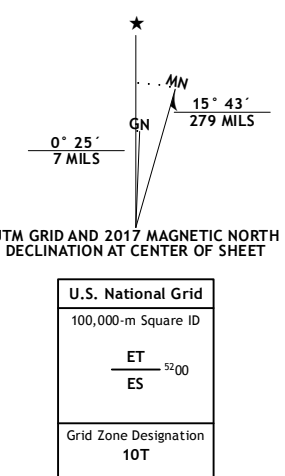 ★
MN
15° 43´
279 MILS
GN
0° 25´
7 MILS
UTM GRID AND 2017 MAGNETIC NORTH
DECLINATION AT CENTER OF SHEET
U.S. National Grid
100,000-m Square ID
ET
5200
ES
Grid Zone Designation
10T